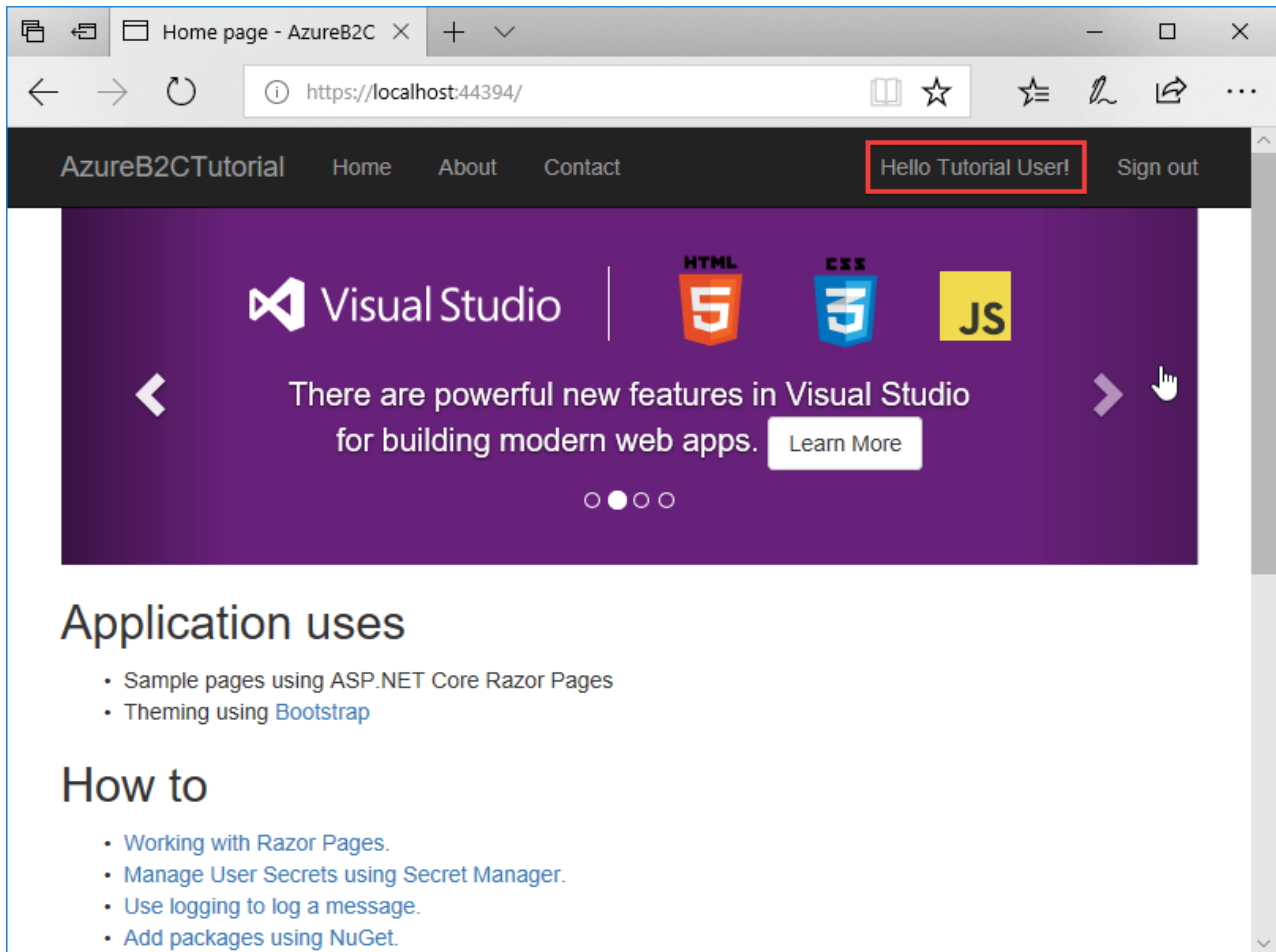 Home page - AzureB2C
https://localhost:44394/
AzureB2CTutorial Home About Contact Hello Tutorial User! Sign out
Visual Studio HTML 5 CSS 3 JS
There are powerful new features in Visual Studio
for building modern web apps. Learn More
Application uses
• Sample pages using ASP.NET Core Razor Pages
• Theming using Bootstrap
How to
• Working with Razor Pages.
• Manage User Secrets using Secret Manager.
• Use logging to log a message.
• Add packages using NuGet.